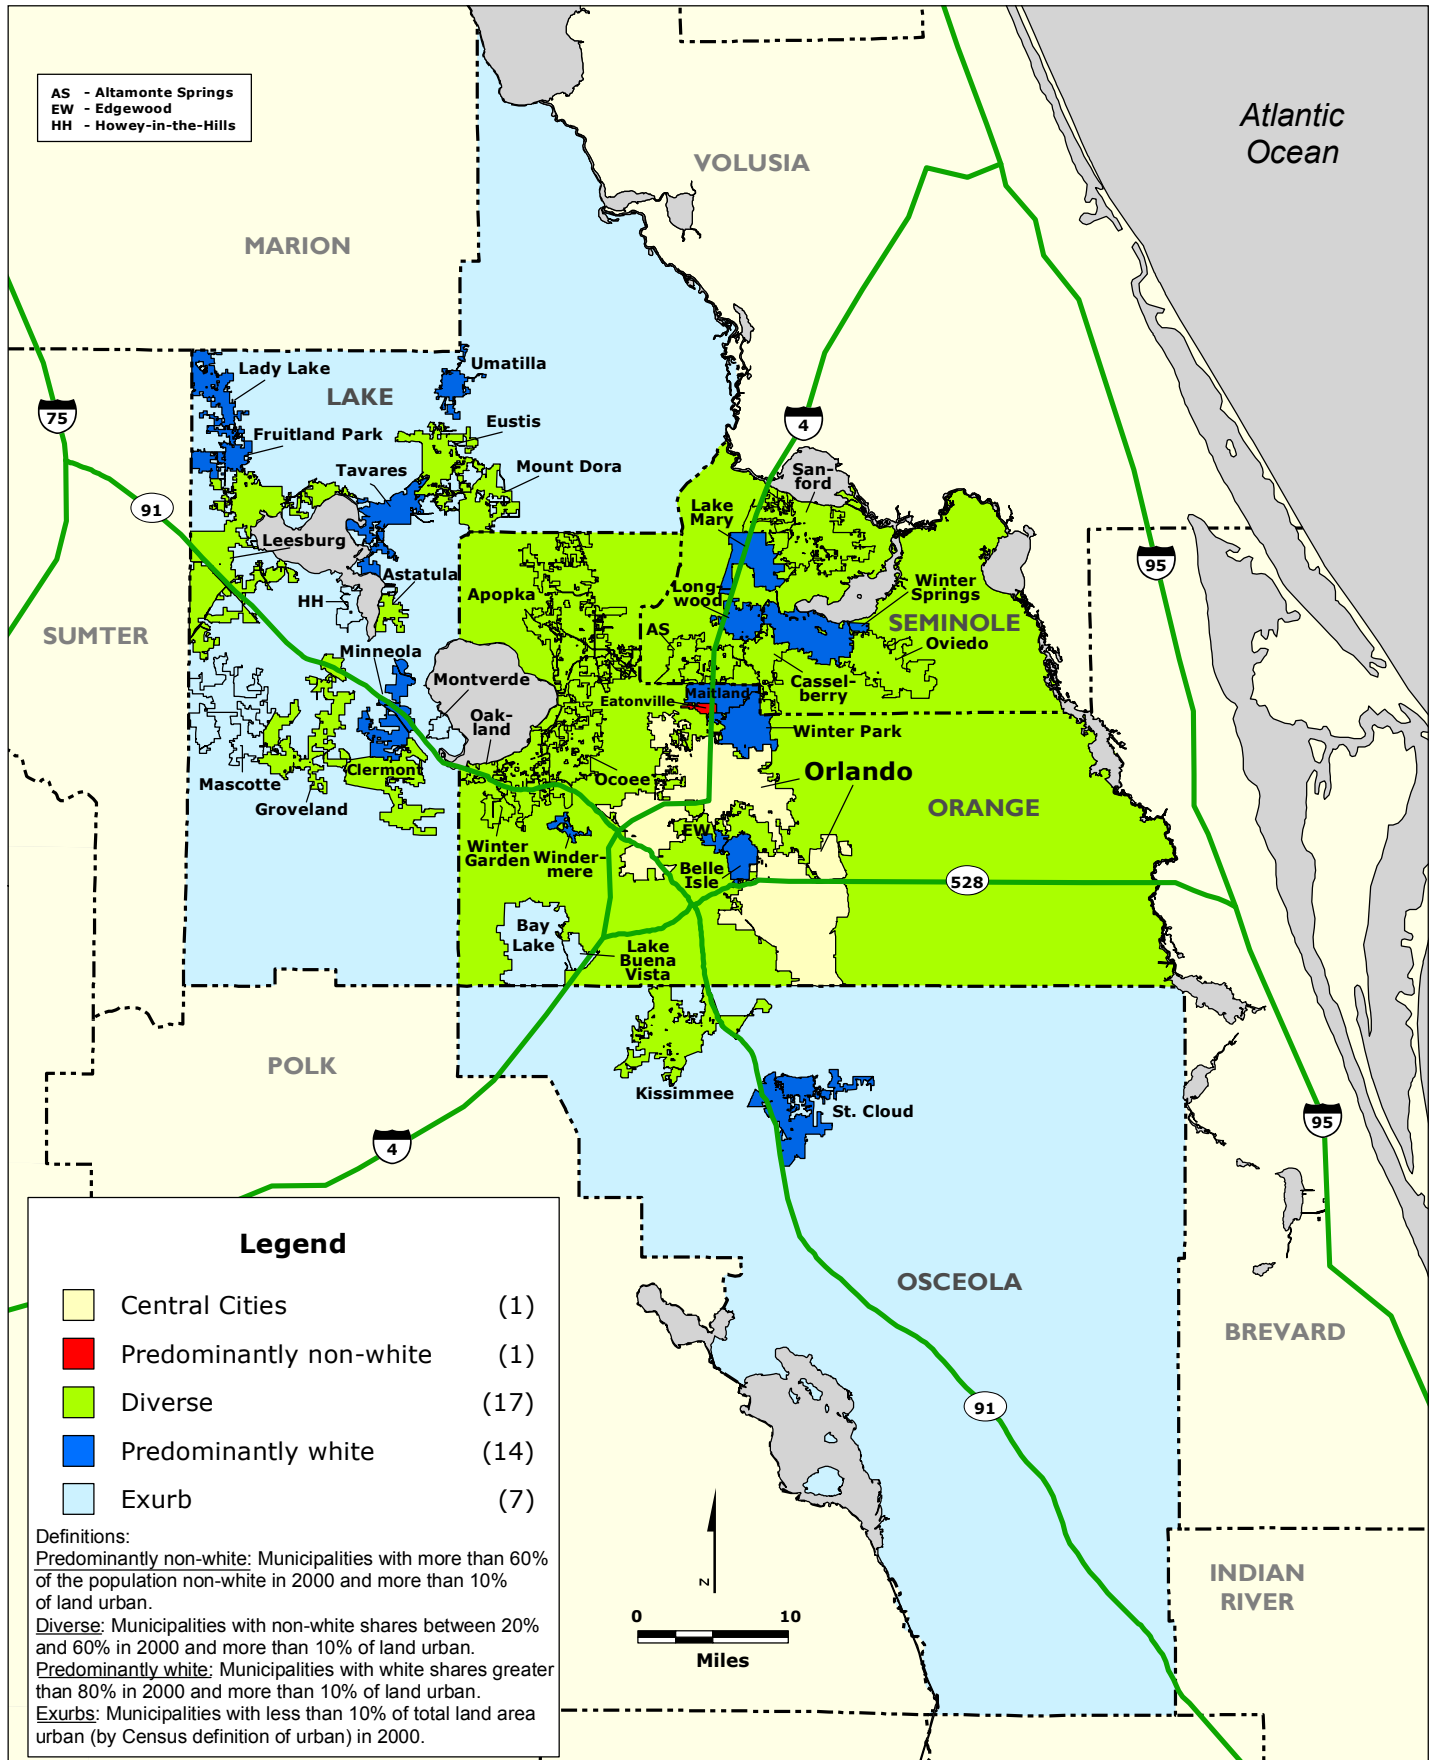 AS - Altamonte Springs
EW - Edgewood
HH - Howey-in-the-Hills
Atlantic
Ocean
VOLUSIA
MARION
Umatilla
Lady Lake
LAKE
75
4
Eustis
Fruitland Park
Tavares
Mount Dora
San-
ford
91
Lake
Mary
Leesburg
95
Astatula
Winter
Springs
HH
Apopka
Long-
wood
SEMINOLE
SUMTER
AS
Oviedo
Minneola
Montverde
Cassel-
berry
Maitland
Eatonville
Oak-
land
Winter Park
Clermont
Orlando
Mascotte
Ocoee
Groveland
ORANGE
EW
Winter
Garden
Winder-
mere
Belle
Isle
528
Bay
Lake
Lake
Buena
Vista
POLK
Kissimmee
St. Cloud
95
4
OSCEOLA
BREVARD
91
INDIAN
RIVER
Legend
Central Cities (1)
Predominantly non-white (1)
Diverse (17)
Predominantly white (14)
Exurb (7)
Definitions:
Predominantly non-white: Municipalities with more than 60%
of the population non-white in 2000 and more than 10%
of land urban.
Diverse: Municipalities with non-white shares between 20%
and 60% in 2000 and more than 10% of land urban.
Predominantly white: Municipalities with white shares greater
than 80% in 2000 and more than 10% of land urban.
Exurbs: Municipalities with less than 10% of total land area
urban (by Census definition of urban) in 2000.
N
0 10
Miles